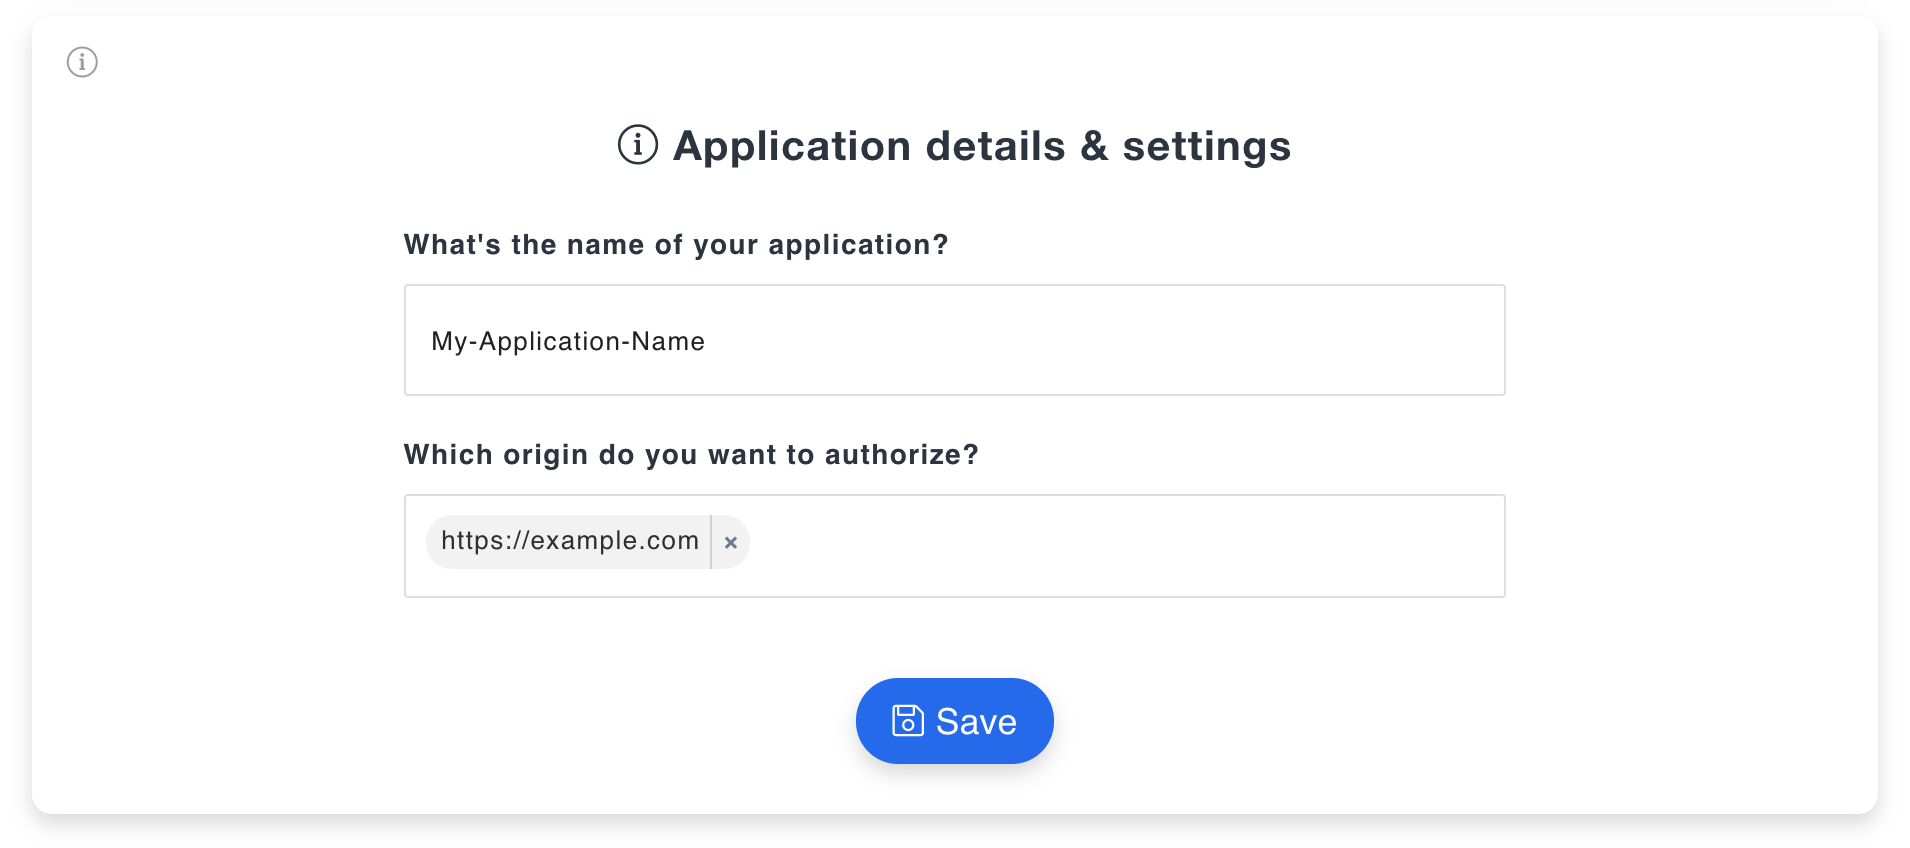 Application details & settings
What's the name of your application?
My-Application-Name
Which origin do you want to authorize?
https://example.com ×
Save